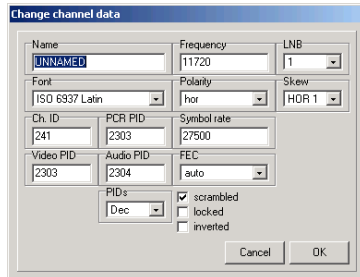 Change channel data
Name Frequency LNB
UNNAMED 11720 1
Font Polarity Skew
ISO 6937 Latin hor HOR 1
Ch. ID PCR PID Symbol rate
241 2303 27500
Video PID Audio PID FEC
2303 2304 auto
PIDs
Dec
scrambled
locked
inverted
Cancel OK